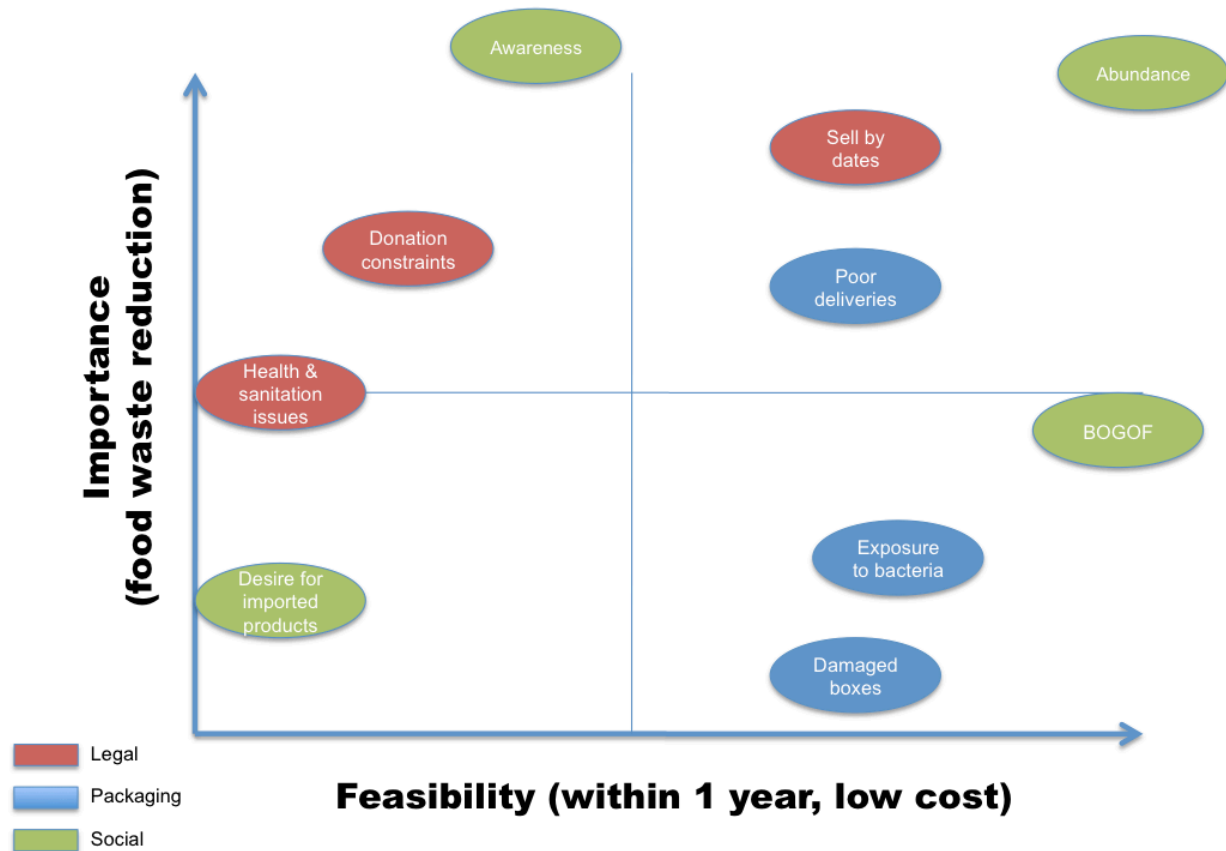 Awareness
Abundance
Sell by
dates
Donation
constraints
Poor
deliveries
Health &
sanitation
issues
BOGOF
Exposure
to bacteria
Desire for
imported
products
Damaged
boxes
Importance
(food waste reduction)
Feasibility (within 1 year, low cost)
Legal
Packaging
Social